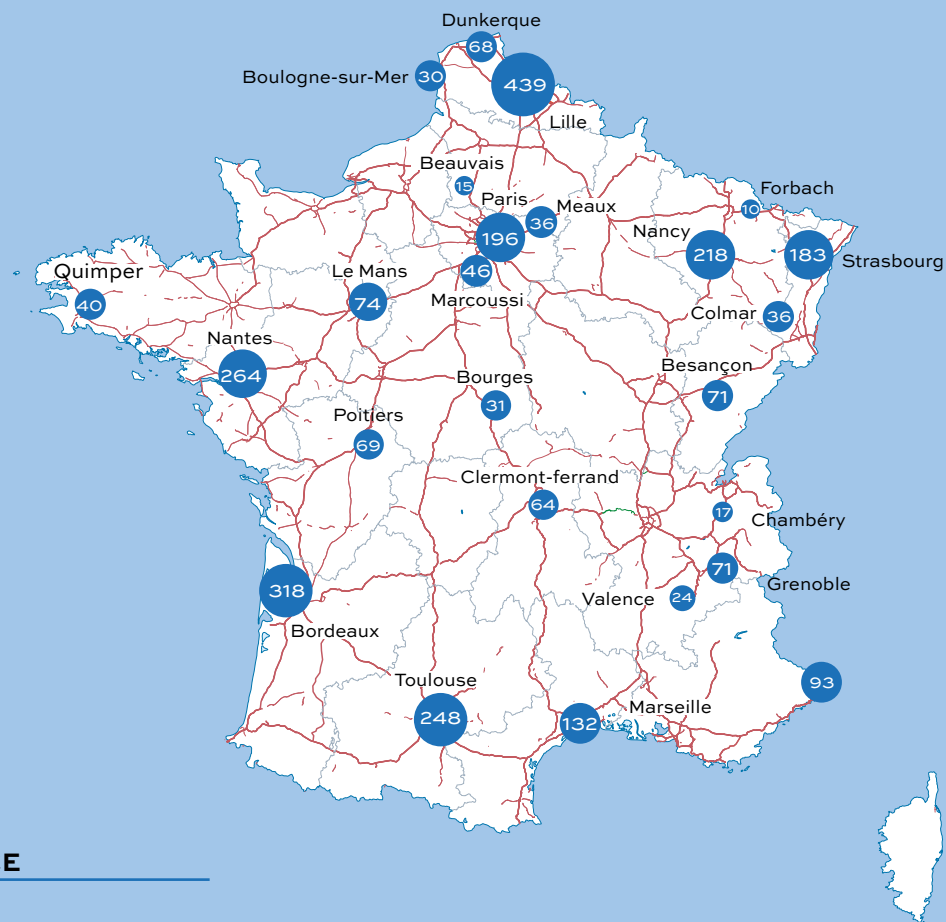 Dunkerque
68
Boulogne-sur-Mer
30
439
Lille
Beauvais
15
Paris
196
Meaux
36
Forbach
10
Nancy
218
183
Strasbourg
46
Marcoussi
Quimper
40
Le Mans
74
Colmar
36
Nantes
264
Bourges
31
Besançon
71
Poitiers
69
Clermont-ferrand
64
17
Chambéry
71
Grenoble
Valence
24
318
Bordeaux
Toulouse
248
132
Marseille
93
E